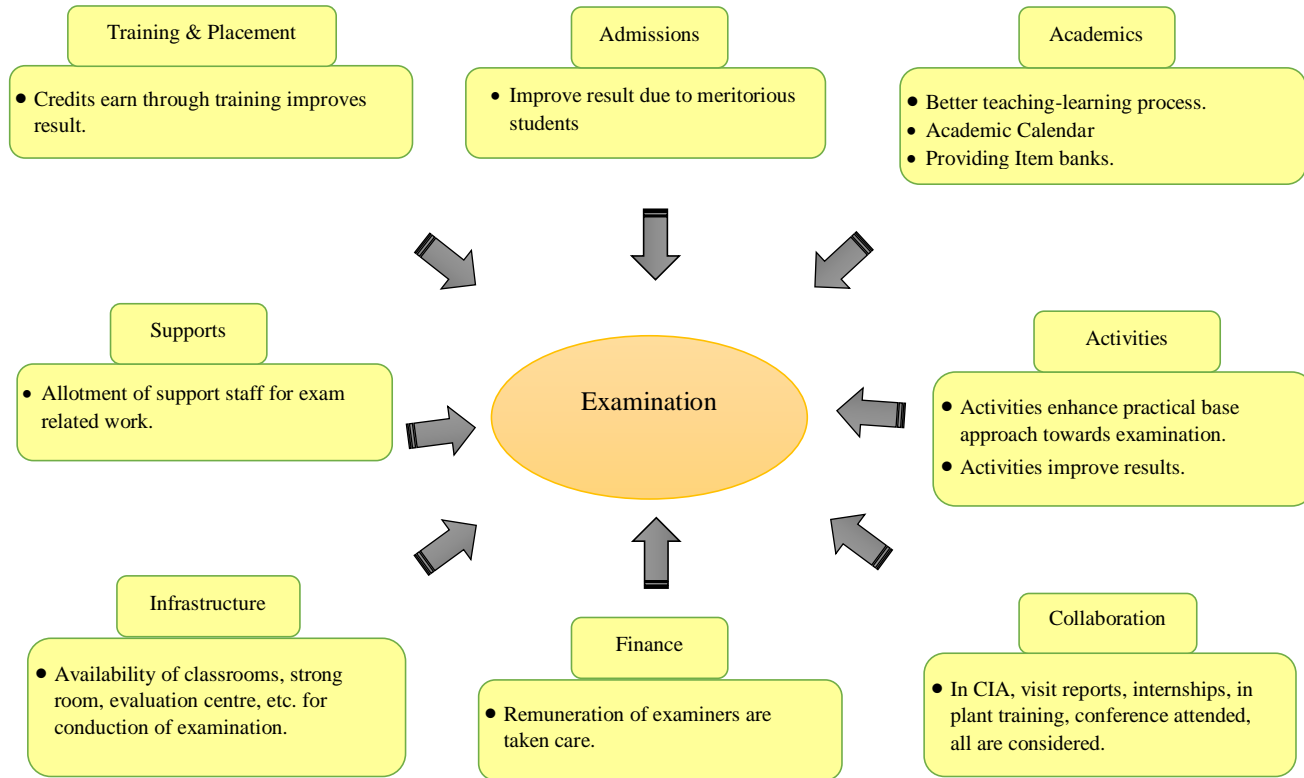 Training & Placement
• Credits earn through training improves
result.
Admissions
• Improve result due to meritorious
students
Academics
• Better teaching-learning process.
• Academic Calendar
• Providing Item banks.
Supports
• Allotment of support staff for exam
related work.
Examination
Activities
• Activities enhance practical base
approach towards examination.
• Activities improve results.
Infrastructure
• Availability of classrooms, strong
room, evaluation centre, etc. for
conduction of examination.
Finance
• Remuneration of examiners are
taken care.
Collaboration
• In CIA, visit reports, internships, in
plant training, conference attended,
all are considered.